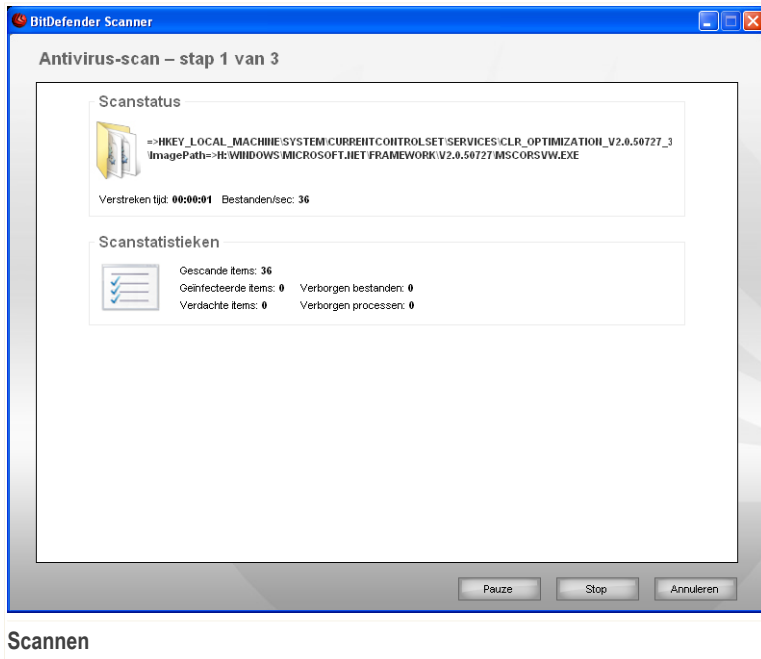 BitDefender Scanner
Antivirus-scan – stap 1 van 3
Scanstatus
=>HKEY_LOCAL_MACHINE\SYSTEM\CURRENTCONTROLSET\SERVICES\CLR_OPTIMIZATION_V2.0.50727_3
\ImagePath=>H:\WINDOWS\MICROSOFT.NET\FRAMEWORK\V2.0.50727\MSCORSVW.EXE
Verstreken tijd: 00:00:01 Bestanden/sec: 36
Scanstatistieken
Gescande items: 36
Geïnfecteerde items: 0 Verborgen bestanden: 0
Verdachte items: 0 Verborgen processen: 0
Pauze Stop Annuleren
Scannen